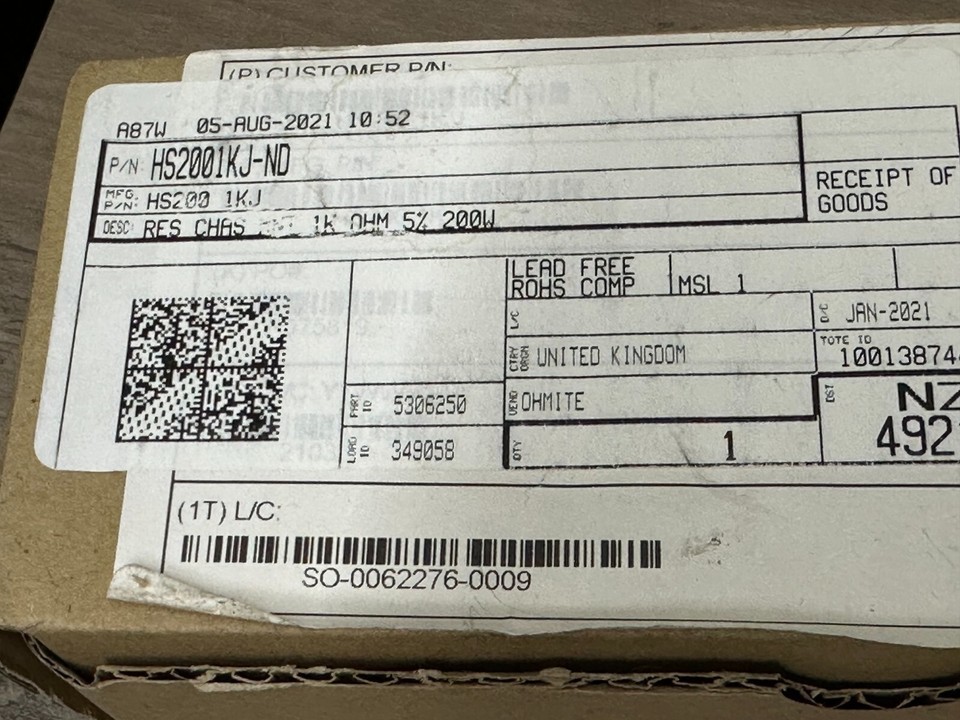 (P) CUSTOMER P/N:
A87W 05-AUG-2021 10:52
P/N: HS2001KJ-ND
MFG. P/N: HS200 1KJ
DESC: RES CHAS 1K OHM 5% 200W
RECEIPT OF
GOODS
LEAD FREE
ROHS COMP
MSL 1
L/C
D/C JAN-2021
CTRY ORGN UNITED KINGDOM
TOTE ID
10013874
PART ID 5306250
VEND OHMITE
DST NZ
492
LOAD ID 349058
QTY 1
(1T) L/C:
SO-0062276-0009